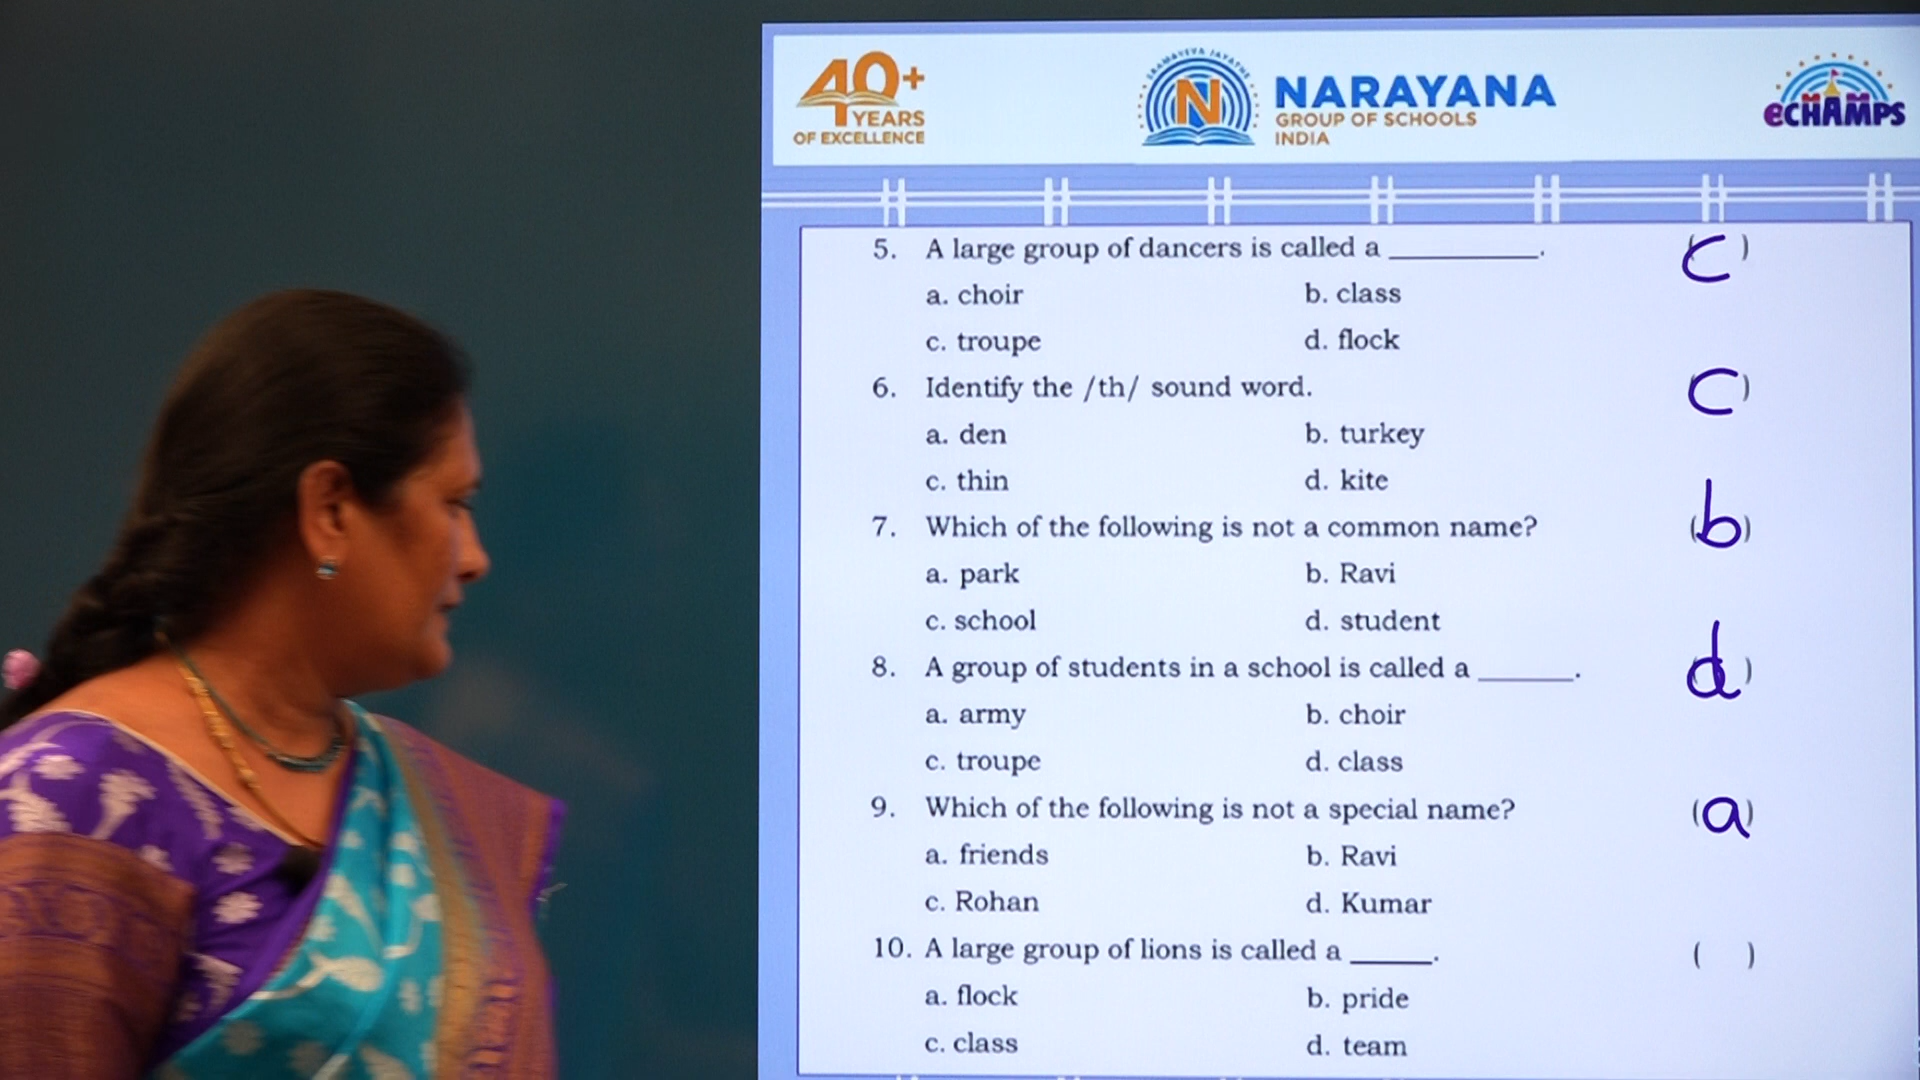 40+
YEARS
OF EXCELLENCE
NARAYANA
GROUP OF SCHOOLS
INDIA
eCHAMPS
5. A large group of dancers is called a __________. (c)
a. choir b. class
c. troupe d. flock
6. Identify the /th/ sound word. (c)
a. den b. turkey
c. thin d. kite
7. Which of the following is not a common name? (b)
a. park b. Ravi
c. school d. student
8. A group of students in a school is called a ______. (d)
a. army b. choir
c. troupe d. class
9. Which of the following is not a special name? (a)
a. friends b. Ravi
c. Rohan d. Kumar
10. A large group of lions is called a _____. ( )
a. flock b. pride
c. class d. team